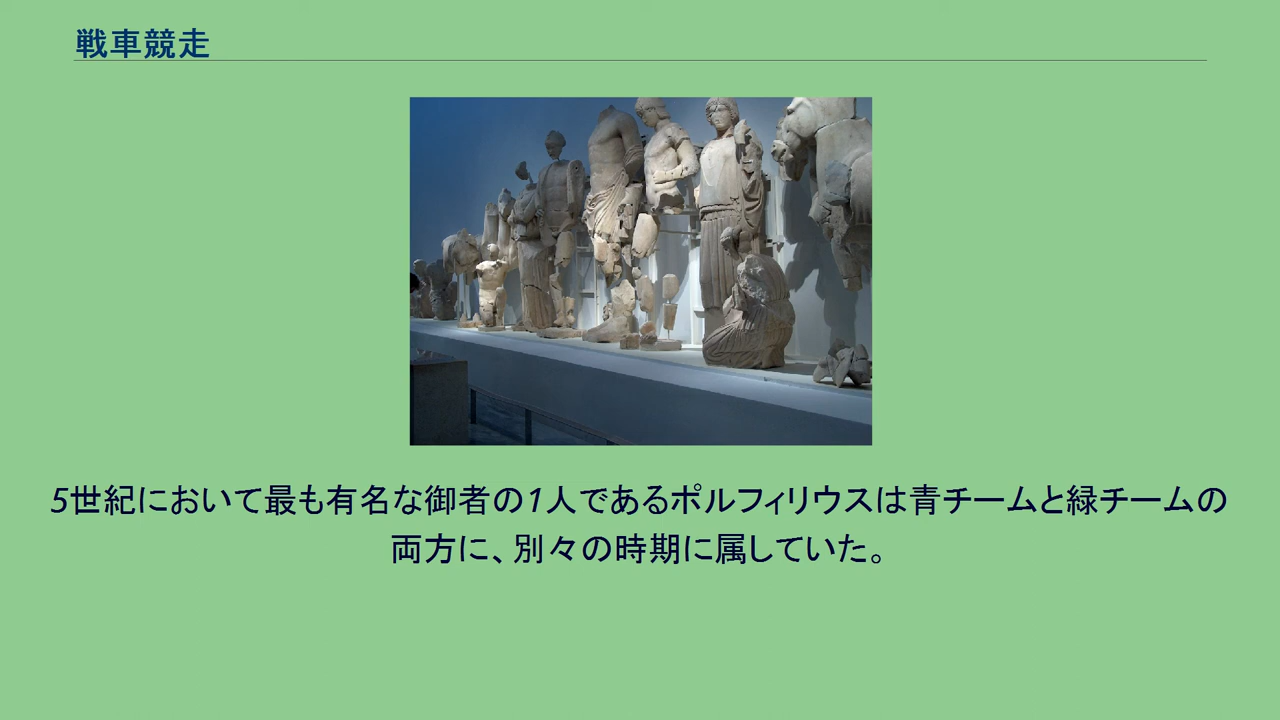 戦車競走
5世紀において最も有名な御者の1人であるポルフィリウスは青チームと緑チームの
両方に、別々の時期に属していた。